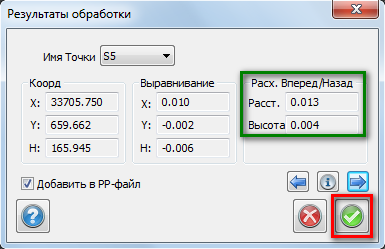 Результаты обработки
Имя Точки S5
Коорд
X: 33705.750
Y: 659.662
H: 165.945
Выравнивание
X: 0.010
Y: -0.002
H: -0.006
Расх. Вперед/Назад
Расст. 0.013
Высота 0.004
Добавить в PP-файл